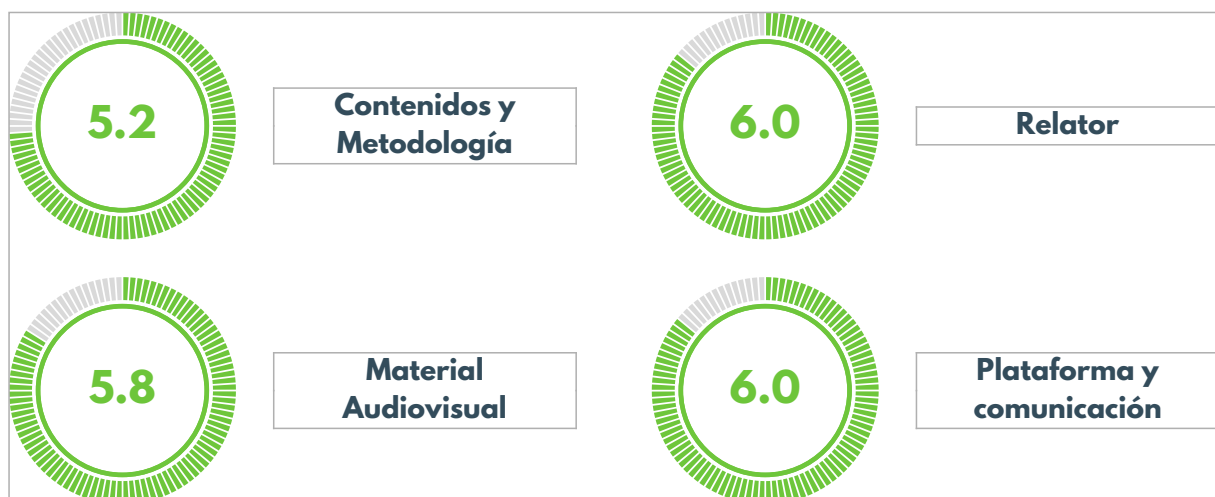 5.2
Contenidos y
Metodología
6.0
Relator
5.8
Material
Audiovisual
6.0
Plataforma y
comunicación